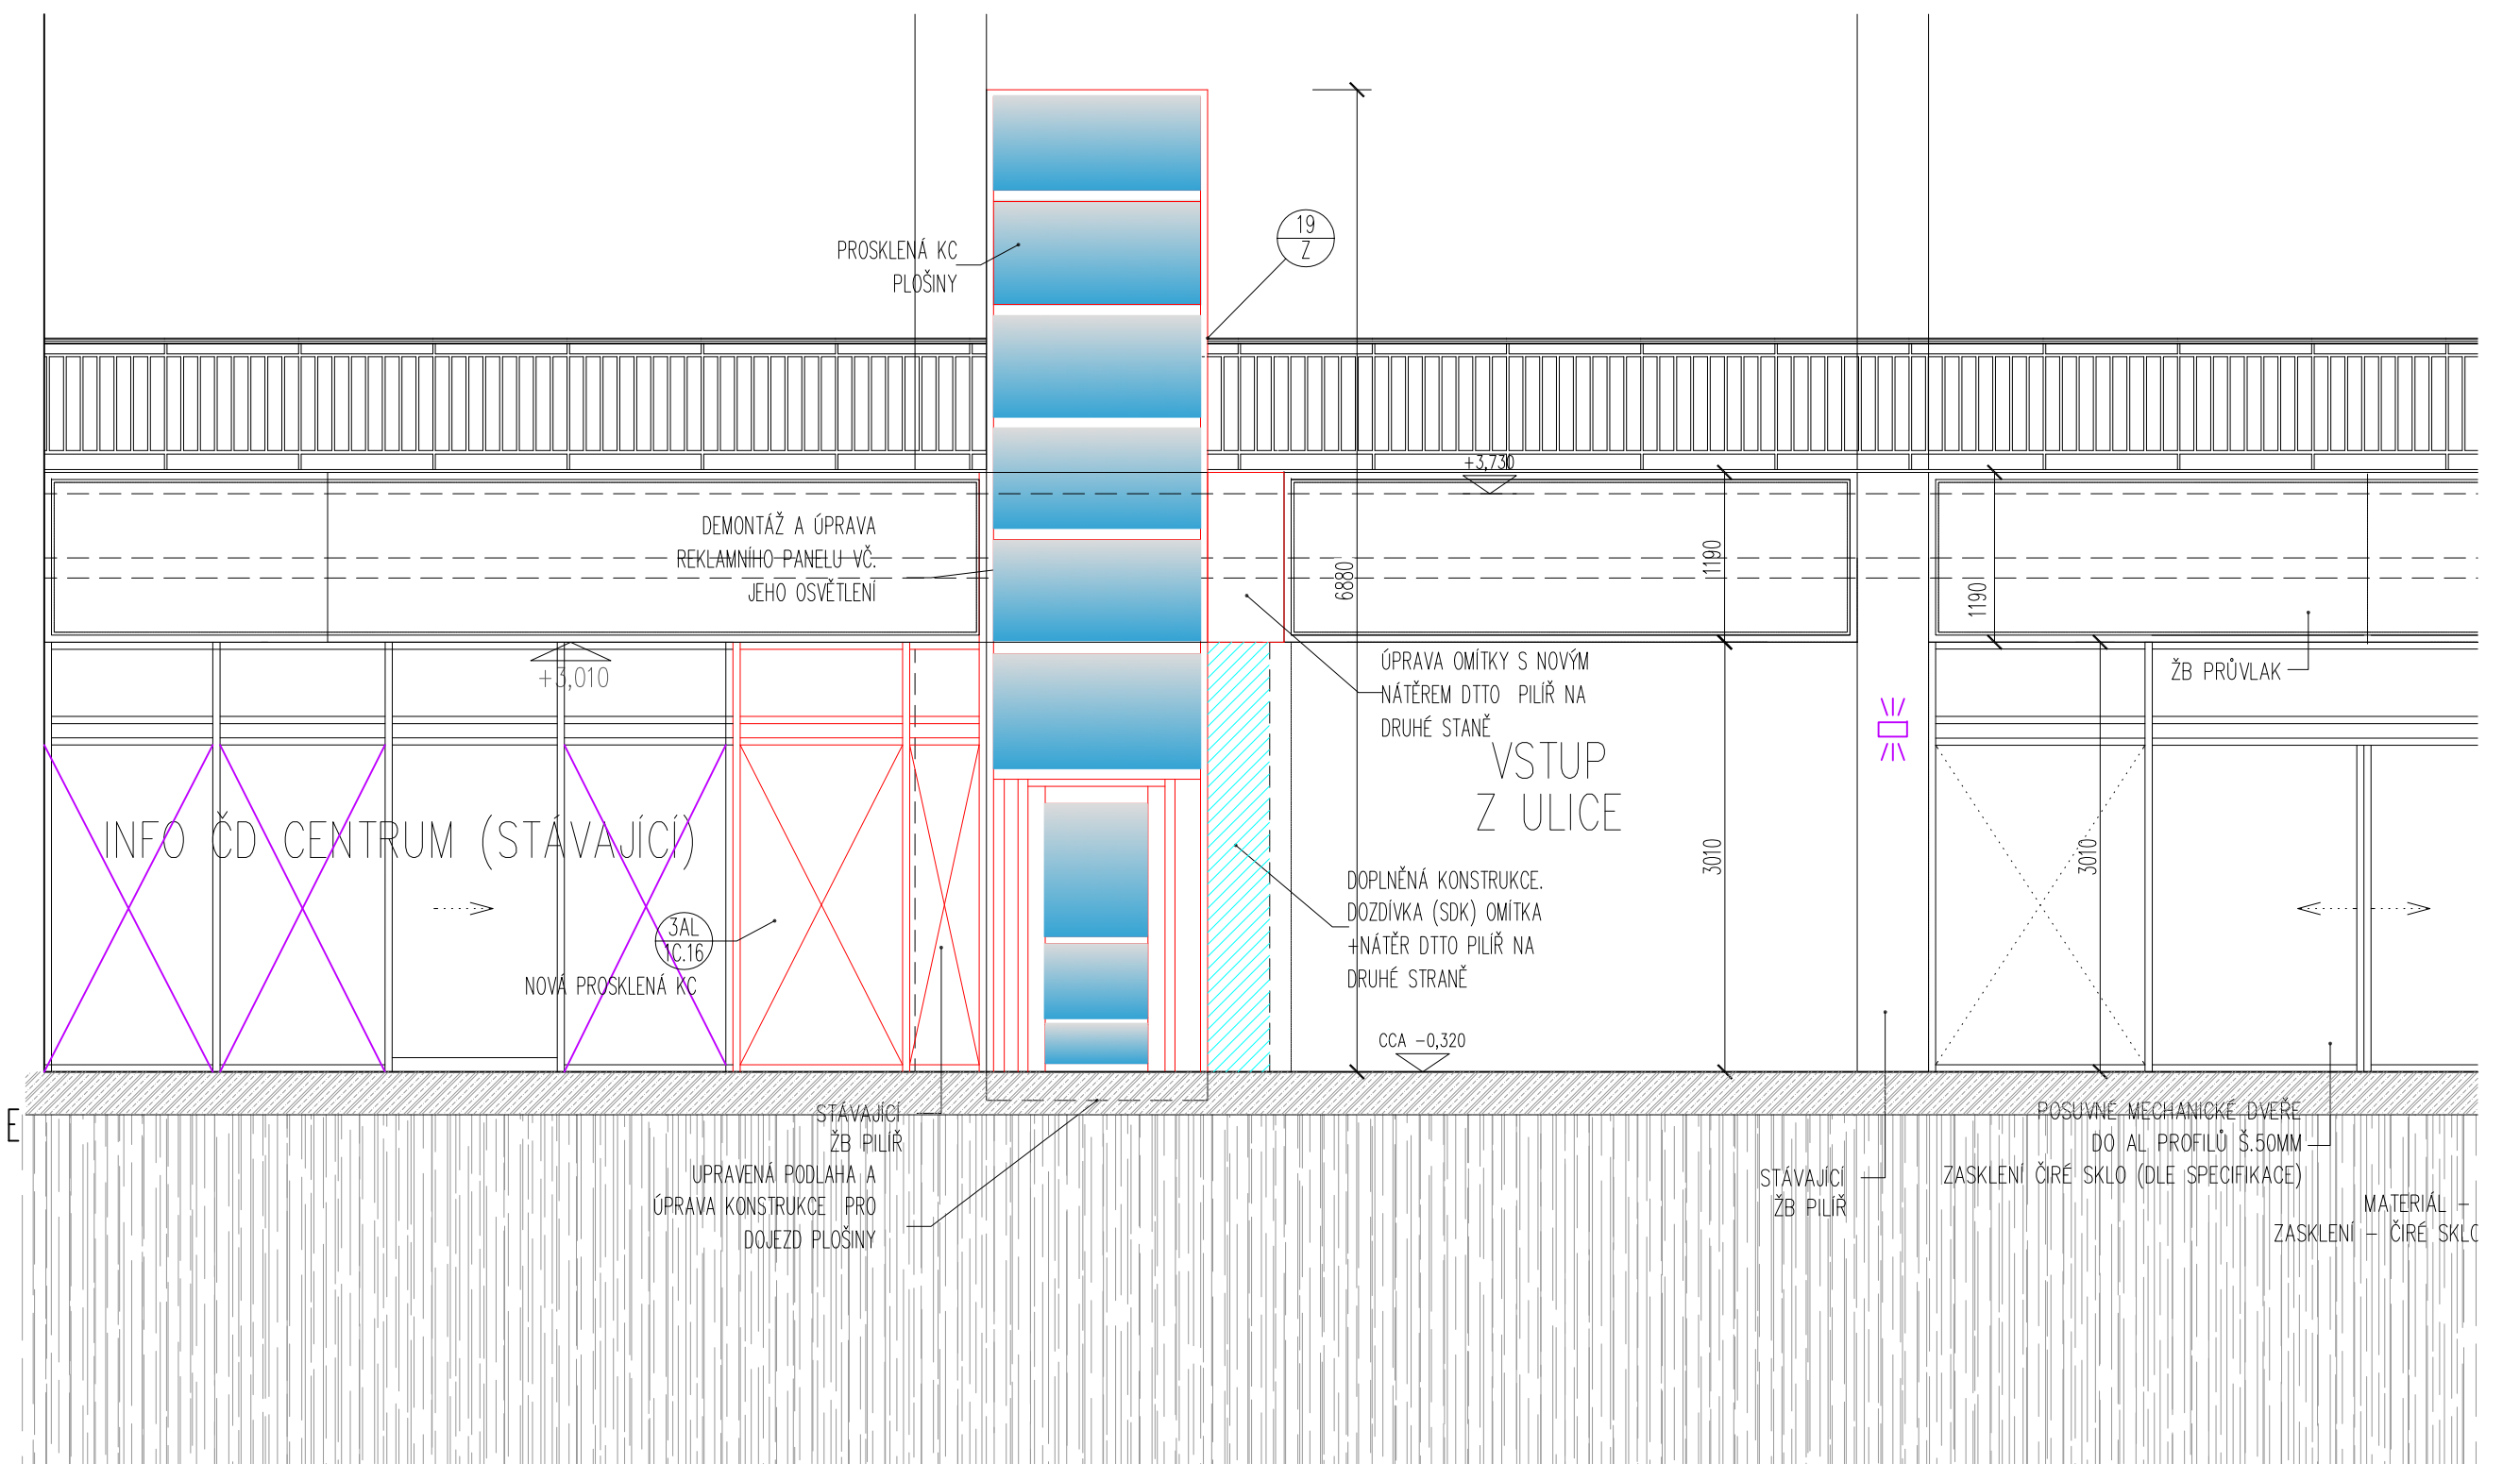 19
Z
PROSKLENÁ KC
PLOŠINY
+3,730
DEMONTÁŽ A ÚPRAVA
REKLAMNÍHO PANELU VČ.
JEHO OSVĚTLENÍ
6880
1190
1190
+3,010
ÚPRAVA OMÍTKY S NOVÝM
NÁTĚREM DTTO PILÍŘ NA
DRUHÉ STANĚ
ŽB PRŮVLAK
VSTUP
Z ULICE
INFO ČD CENTRUM (STÁVAJÍCÍ)
3010
3010
DOPLNĚNÁ KONSTRUKCE.
DOZDÍVKA (SDK) OMÍTKA
+NÁTĚR DTTO PILÍŘ NA
DRUHÉ STRANĚ
3AL
1C.16
NOVÁ PROSKLENÁ KC
CCA -0,320
E
STÁVAJÍCÍ
ŽB PILÍŘ
UPRAVENÁ PODLAHA A
ÚPRAVA KONSTRUKCE PRO
DOJEZD PLOŠINY
STÁVAJÍCÍ
ŽB PILÍŘ
POSUVNÉ MECHANICKÉ DVEŘE
DO AL PROFILŮ Š.50MM
ZASKLENÍ ČIRÉ SKLO (DLE SPECIFIKACE)
MATERIÁL -
ZASKLENÍ - ČIRÉ SKLO